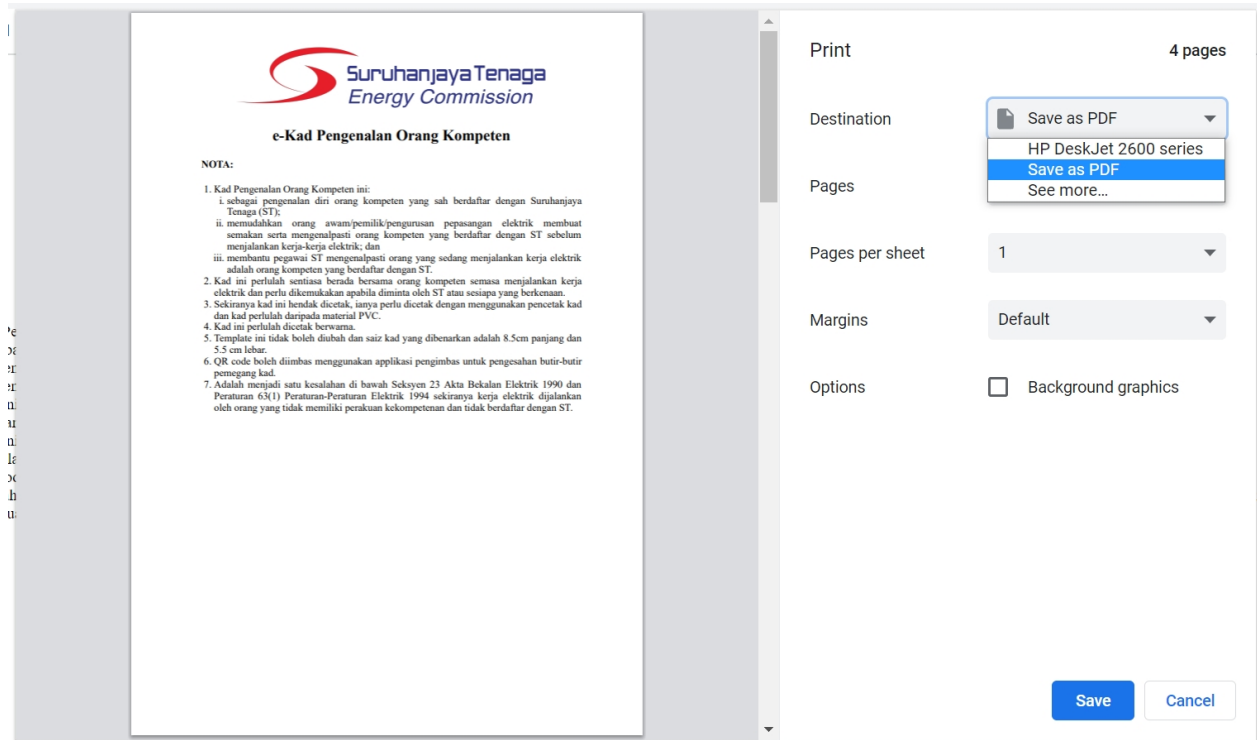 Suruhanjaya Tenaga
Energy Commission
e-Kad Pengenalan Orang Kompeten
NOTA:
1. Kad Pengenalan Orang Kompeten ini:
i. sebagai pengenalan diri orang kompeten yang sah berdaftar dengan Suruhanjaya
Tenaga (ST);
ii. memudahkan orang awam/pemilik/pengurusan pepasangan elektrik membuat
semakan serta mengenalpasti orang kompeten yang berdaftar dengan ST sebelum
menjalankan kerja-kerja elektrik; dan
iii. membantu pegawai ST mengenalpasti orang yang sedang menjalankan kerja elektrik
adalah orang kompeten yang berdaftar dengan ST.
2. Kad ini perlulah sentiasa berada bersama orang kompeten semasa menjalankan kerja
elektrik dan perlu dikemukakan apabila diminta oleh ST atau sesiapa yang berkenaan.
3. Sekiranya kad ini hendak dicetak, ianya perlu dicetak dengan menggunakan pencetak kad
dan kad perlulah daripada material PVC.
4. Kad ini perlulah dicetak berwarna.
5. Template ini tidak boleh diubah dan saiz kad yang dibenarkan adalah 8.5cm panjang dan
5.5 cm lebar.
6. QR code boleh diimbas menggunakan applikasi pengimbas untuk pengesahan butir-butir
pemegang kad.
7. Adalah menjadi satu kesalahan di bawah Seksyen 23 Akta Bekalan Elektrik 1990 dan
Peraturan 63(1) Peraturan-Peraturan Elektrik 1994 sekiranya kerja elektrik dijalankan
oleh orang yang tidak memiliki perakuan kekompetenan dan tidak berdaftar dengan ST.
Print 4 pages
Destination Save as PDF
HP DeskJet 2600 series
Save as PDF
See more...
Pages
Pages per sheet 1
Margins Default
Options Background graphics
Save Cancel